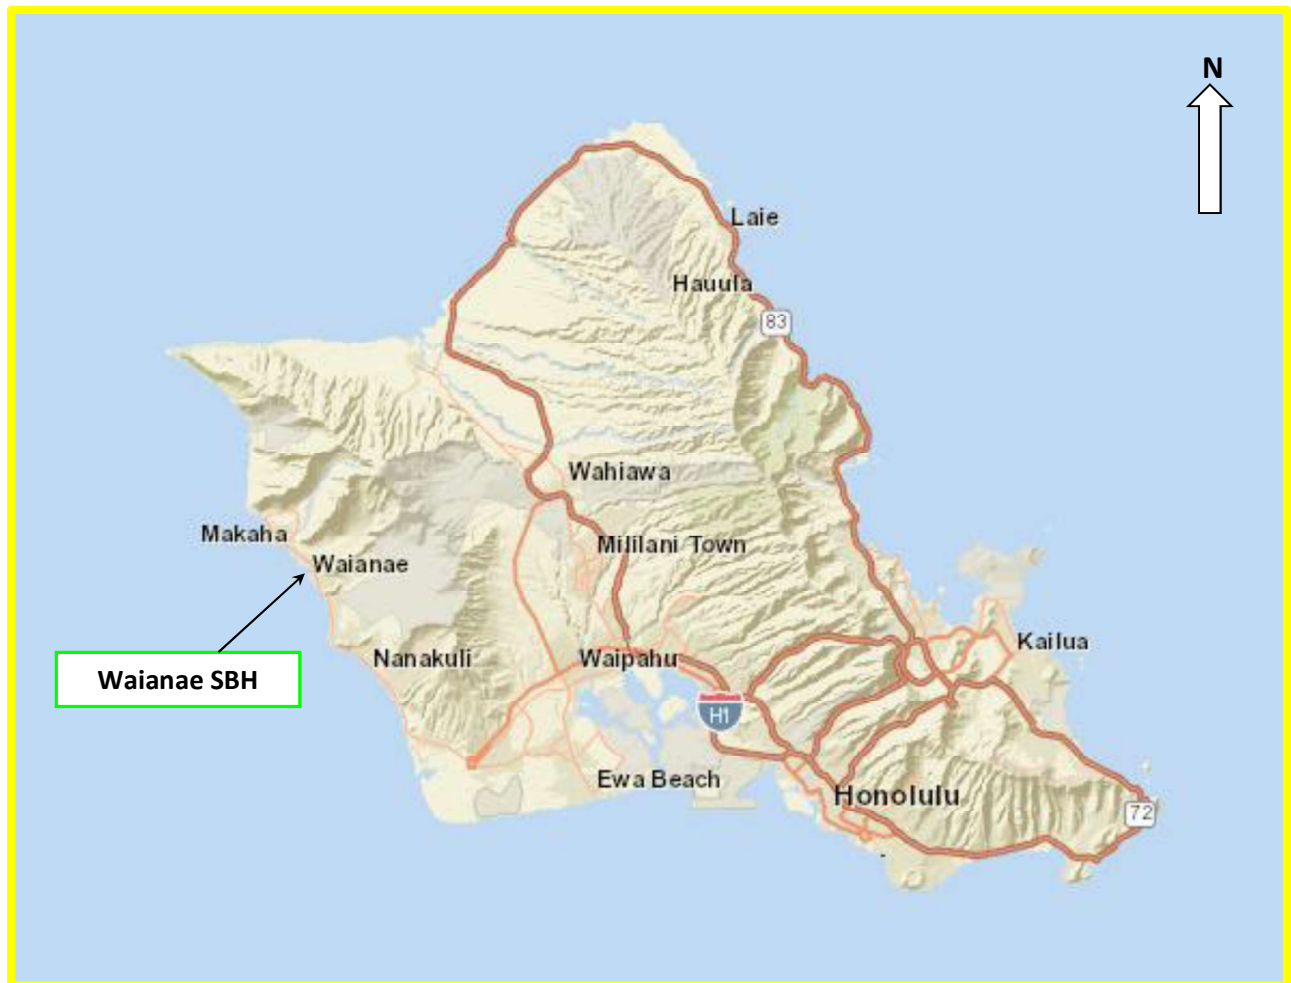 N
Laie
Hauula
83
Wahiawa
Makaha
Mililani Town
Waianae
Kailua
Nanakuli
Waipahu
Waianae SBH
H1
Ewa Beach
Honolulu
72